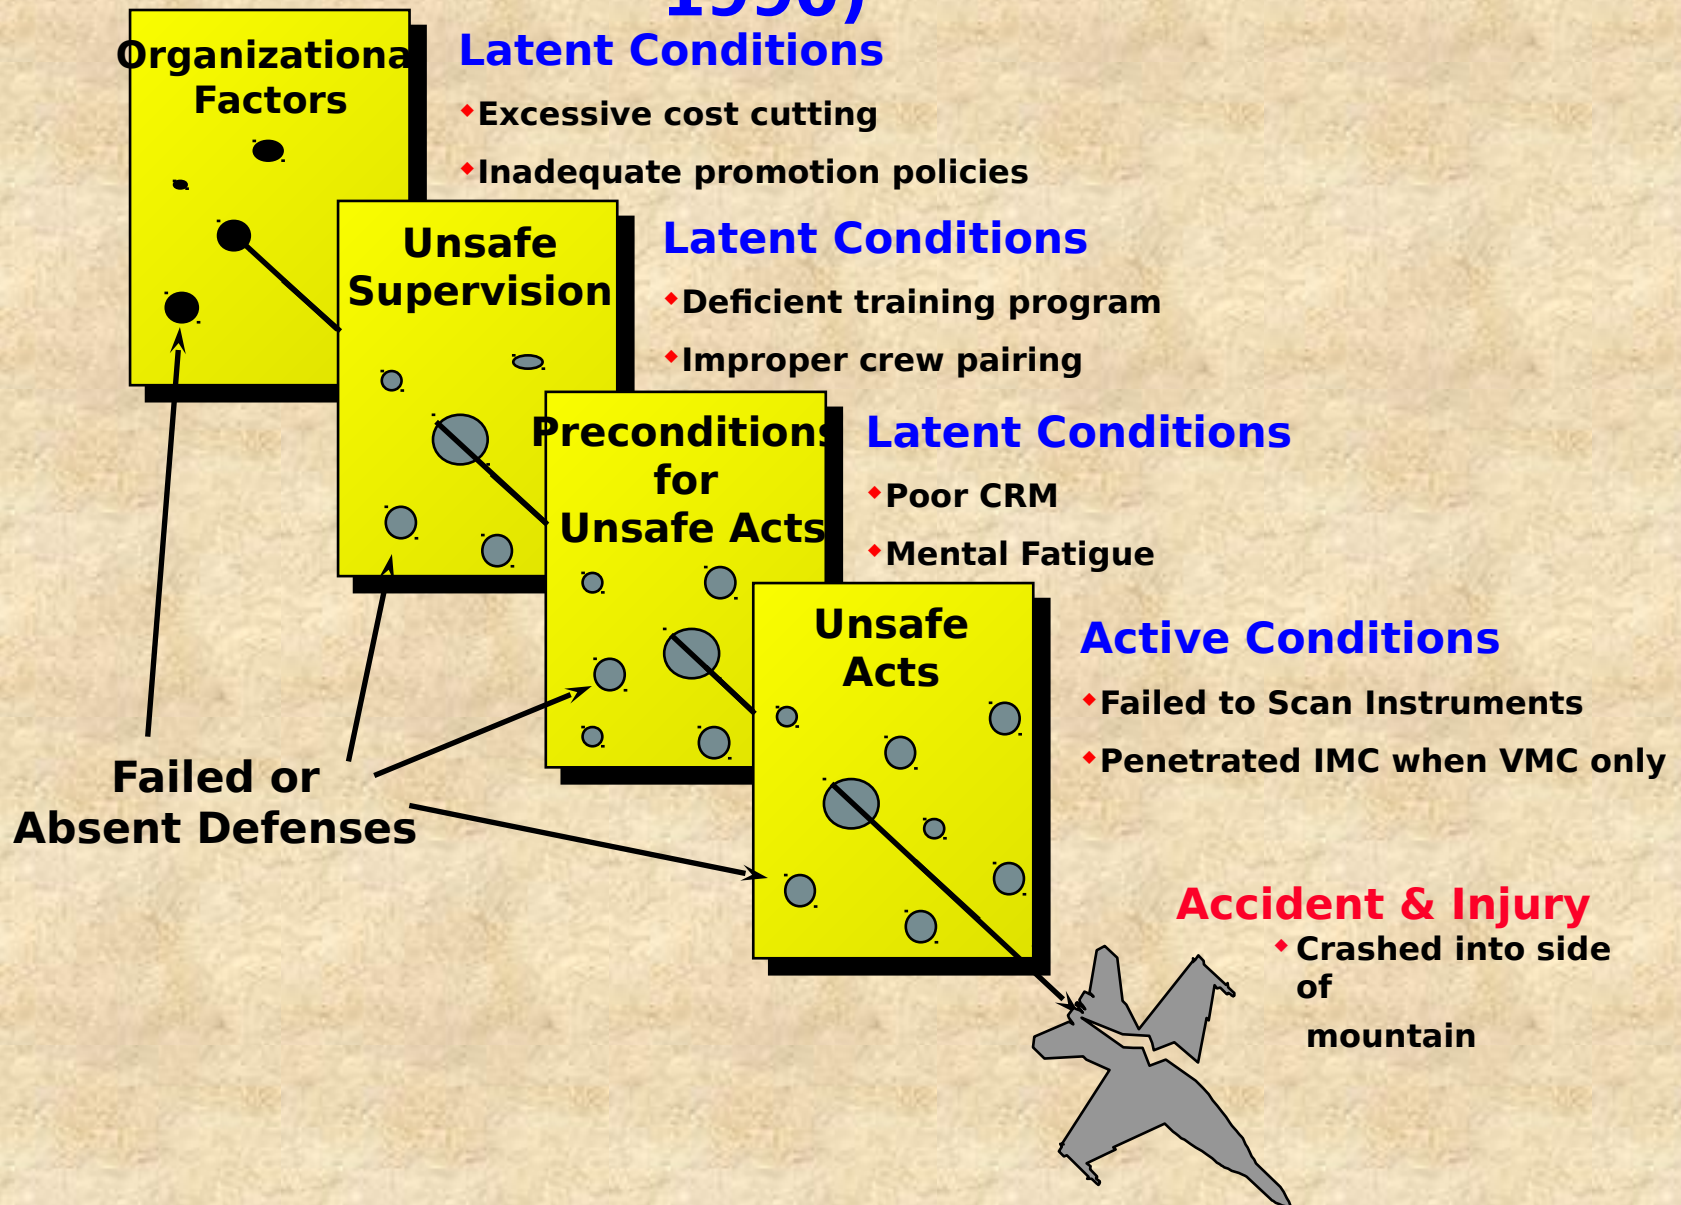 Organizationa
Factors
Latent Conditions
Excessive cost cutting
Inadequate promotion policies
Unsafe
Supervision
Latent Conditions
Deficient training program
Improper crew pairing
Preconditions
for
Unsafe Acts
Latent Conditions
Poor CRM
Mental Fatigue
Unsafe
Acts
Active Conditions
Failed to Scan Instruments
Penetrated IMC when VMC only
Failed or
Absent Defenses
Accident & Injury
Crashed into side
of
mountain